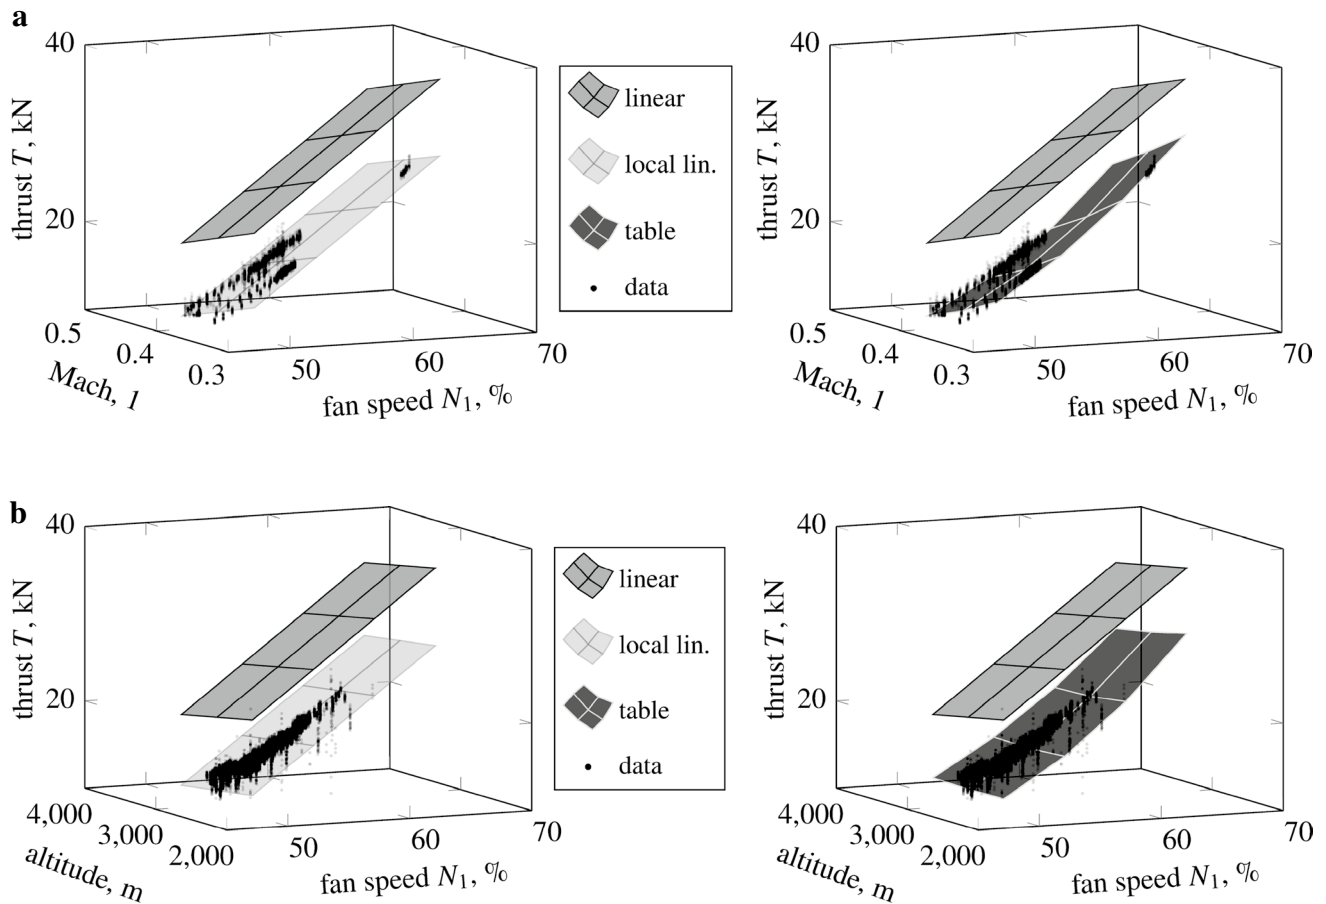 a
40
20
thrust T, kN
0.5
0.4
0.3
Mach, 1
50
60
70
fan speed N₁, %
linear
local lin.
table
data
40
20
thrust T, kN
0.5
0.4
0.3
Mach, 1
50
60
70
fan speed N₁, %
b
40
20
thrust T, kN
4,000
3,000
2,000
altitude, m
50
60
70
fan speed N₁, %
linear
local lin.
table
data
40
20
thrust T, kN
4,000
3,000
2,000
altitude, m
50
60
70
fan speed N₁, %